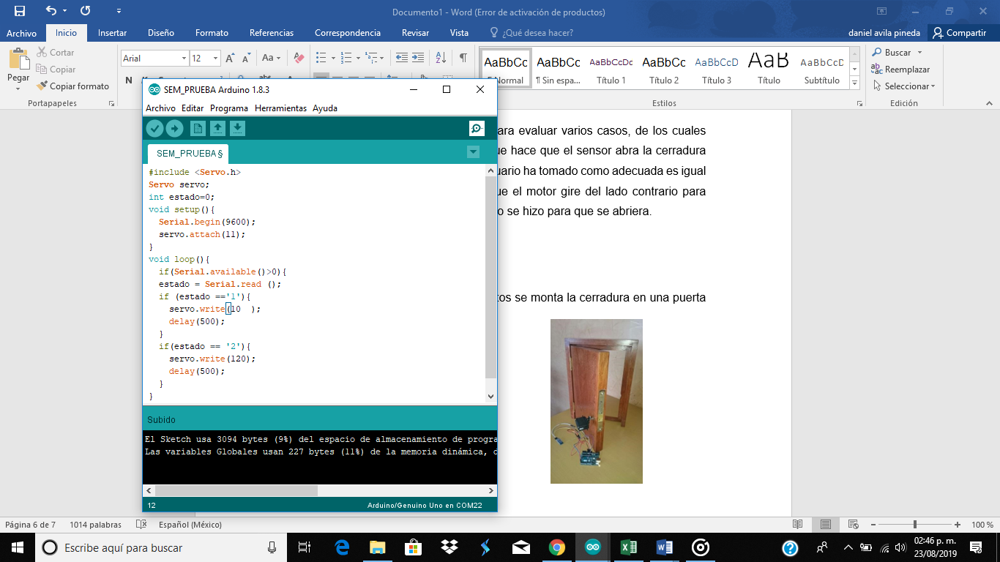 Documento1 - Word (Error de activación de productos)
Archivo Inicio Insertar Diseño Formato Referencias Correspondencia Revisar Vista ¿Qué desea hacer? daniel avila pineda Compartir
Pegar
Cortar
Copiar
Copiar formato
Portapapeles
Arial 12
N
AaBbCc AaBbCc AaBbCcDc AaBbCc AaBbCcD AaB AaBbCcD
Normal ¶ Sin espa... Título 1 Título 2 Título 3 Título Subtítulo
Estilos
Buscar
Reemplazar
Seleccionar
Edición
SEM_PRUEBA Arduino 1.8.3
Archivo Editar Programa Herramientas Ayuda
SEM_PRUEBA §
#include <Servo.h>
Servo servo;
int estado=0;
void setup(){
Serial.begin(9600);
servo.attach(11);
}
void loop(){
if(Serial.available()>0){
estado = Serial.read ();
if (estado =='1'){
servo.write(10  );
delay(500);
}
if(estado == '2'){
servo.write(120);
delay(500);
}
}
Subido
El Sketch usa 3094 bytes (9%) del espacio de almacenamiento de progra
Las variables Globales usan 227 bytes (11%) de la memoria dinámica,
12 Arduino/Genuino Uno en COM22
ara evaluar varios casos, de los cuales
ue hace que el sensor abra la cerradura
uario ha tomado como adecuada es igual
ue el motor gire del lado contrario para
o se hizo para que se abriera.
tos se monta la cerradura en una puerta
Página 6 de 7 1014 palabras Español (México) 100 %
Escribe aquí para buscar
02:46 p. m.
23/08/2019